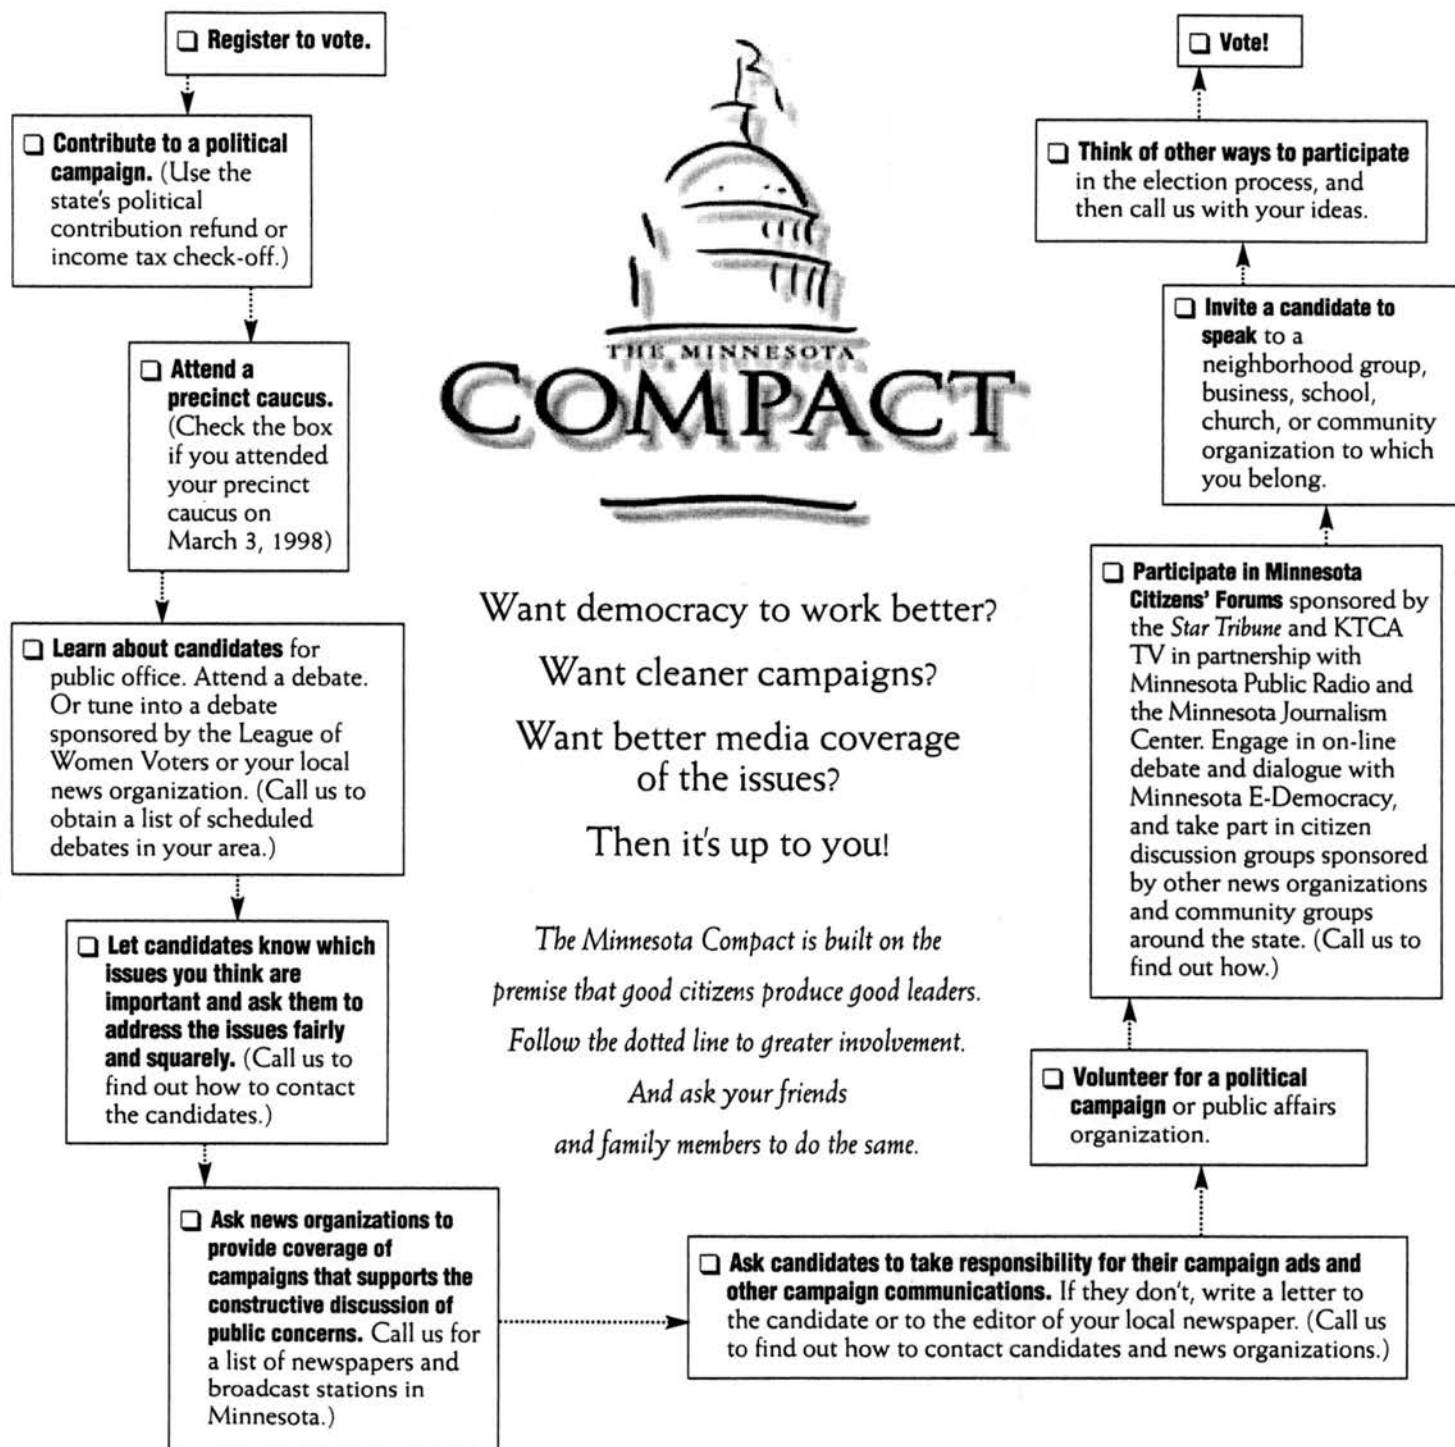 ❑ Register to vote.
❑ Contribute to a political
campaign. (Use the
state's political
contribution refund or
income tax check-off.)
❑ Attend a
precinct caucus.
(Check the box
if you attended
your precinct
caucus on
March 3, 1998)
❑ Learn about candidates for
public office. Attend a debate.
Or tune into a debate
sponsored by the League of
Women Voters or your local
news organization. (Call us to
obtain a list of scheduled
debates in your area.)
❑ Let candidates know which
issues you think are
important and ask them to
address the issues fairly
and squarely. (Call us to
find out how to contact
the candidates.)
❑ Ask news organizations to
provide coverage of
campaigns that supports the
constructive discussion of
public concerns. Call us for
a list of newspapers and
broadcast stations in
Minnesota.)
THE MINNESOTA
COMPACT
Want democracy to work better?
Want cleaner campaigns?
Want better media coverage
of the issues?
Then it's up to you!
The Minnesota Compact is built on the
premise that good citizens produce good leaders.
Follow the dotted line to greater involvement.
And ask your friends
and family members to do the same.
❑ Ask candidates to take responsibility for their campaign ads and
other campaign communications. If they don't, write a letter to
the candidate or to the editor of your local newspaper. (Call us
to find out how to contact candidates and news organizations.)
❑ Volunteer for a political
campaign or public affairs
organization.
❑ Participate in Minnesota
Citizens' Forums sponsored by
the Star Tribune and KTCA
TV in partnership with
Minnesota Public Radio and
the Minnesota Journalism
Center. Engage in on-line
debate and dialogue with
Minnesota E-Democracy,
and take part in citizen
discussion groups sponsored
by other news organizations
and community groups
around the state. (Call us to
find out how.)
❑ Invite a candidate to
speak to a
neighborhood group,
business, school,
church, or community
organization to which
you belong.
❑ Think of other ways to participate
in the election process, and
then call us with your ideas.
❑ Vote!